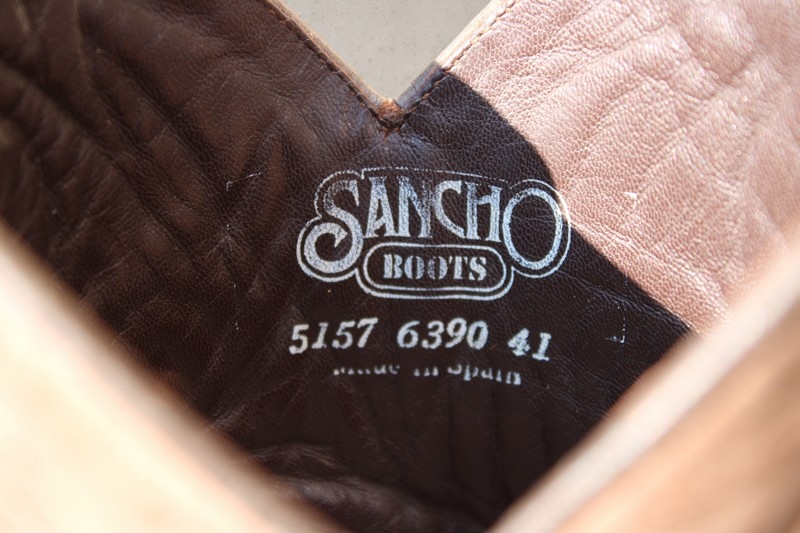 SANCHO
BOOTS
5157 6390 41
Made in Spain